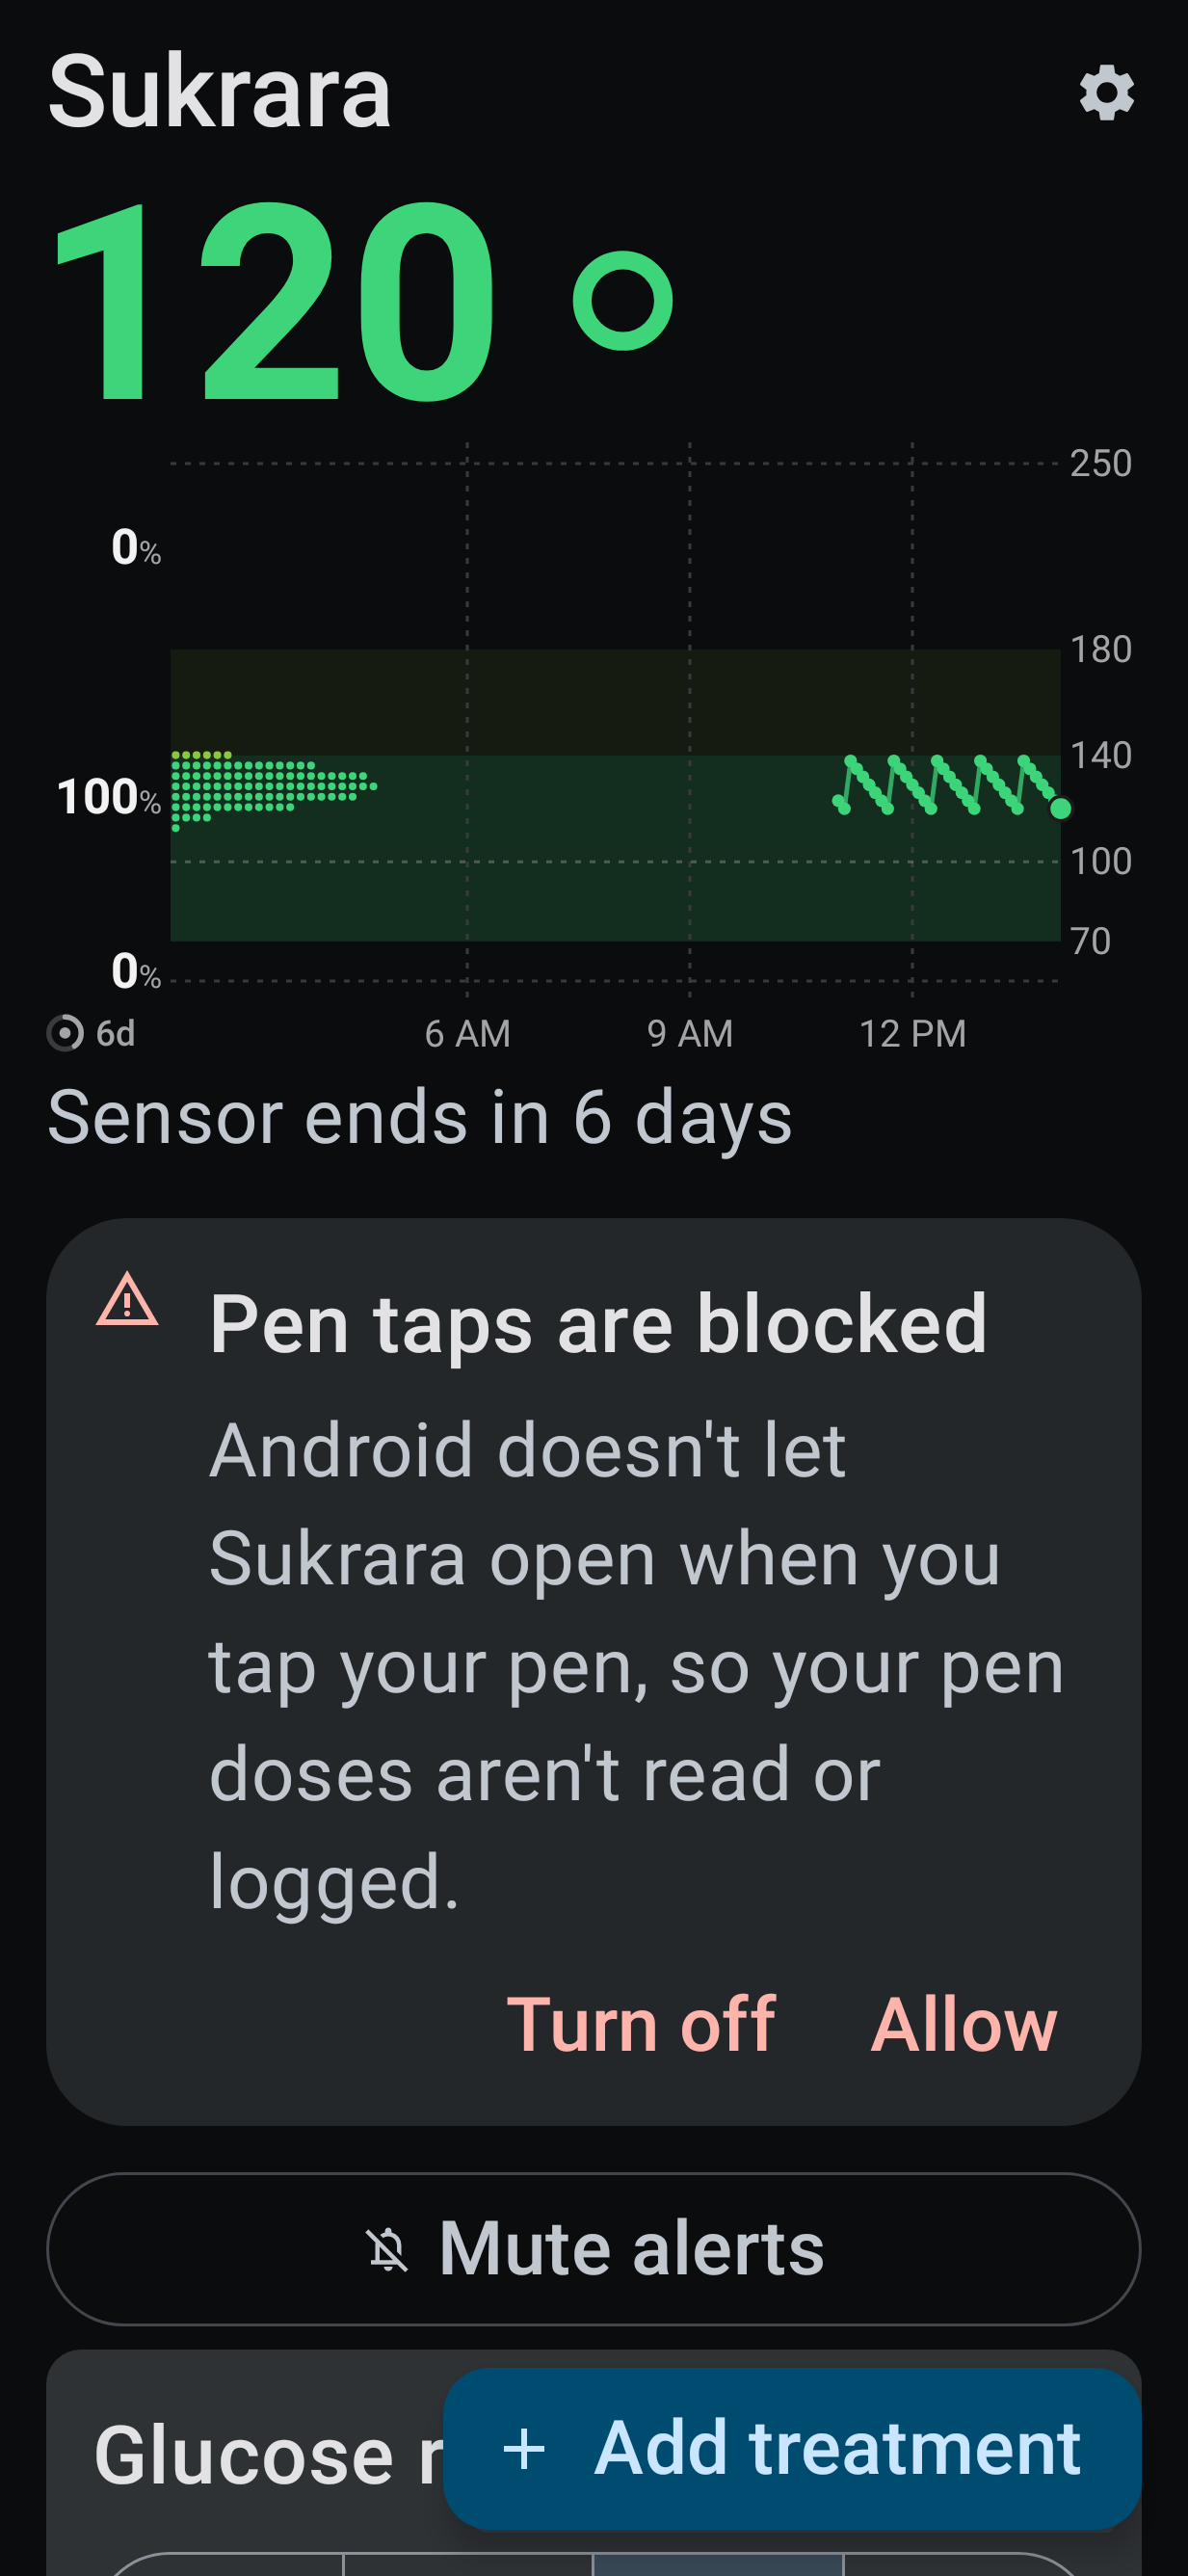 Sukrara
120
250
0%
180
140
100%
100
70
0%
6d 6 AM 9 AM 12 PM
Sensor ends in 6 days
Pen taps are blocked
Android doesn't let
Sukrara open when you
tap your pen, so your pen
doses aren't read or
logged.
Turn off Allow
Mute alerts
Glucose
+ Add treatment